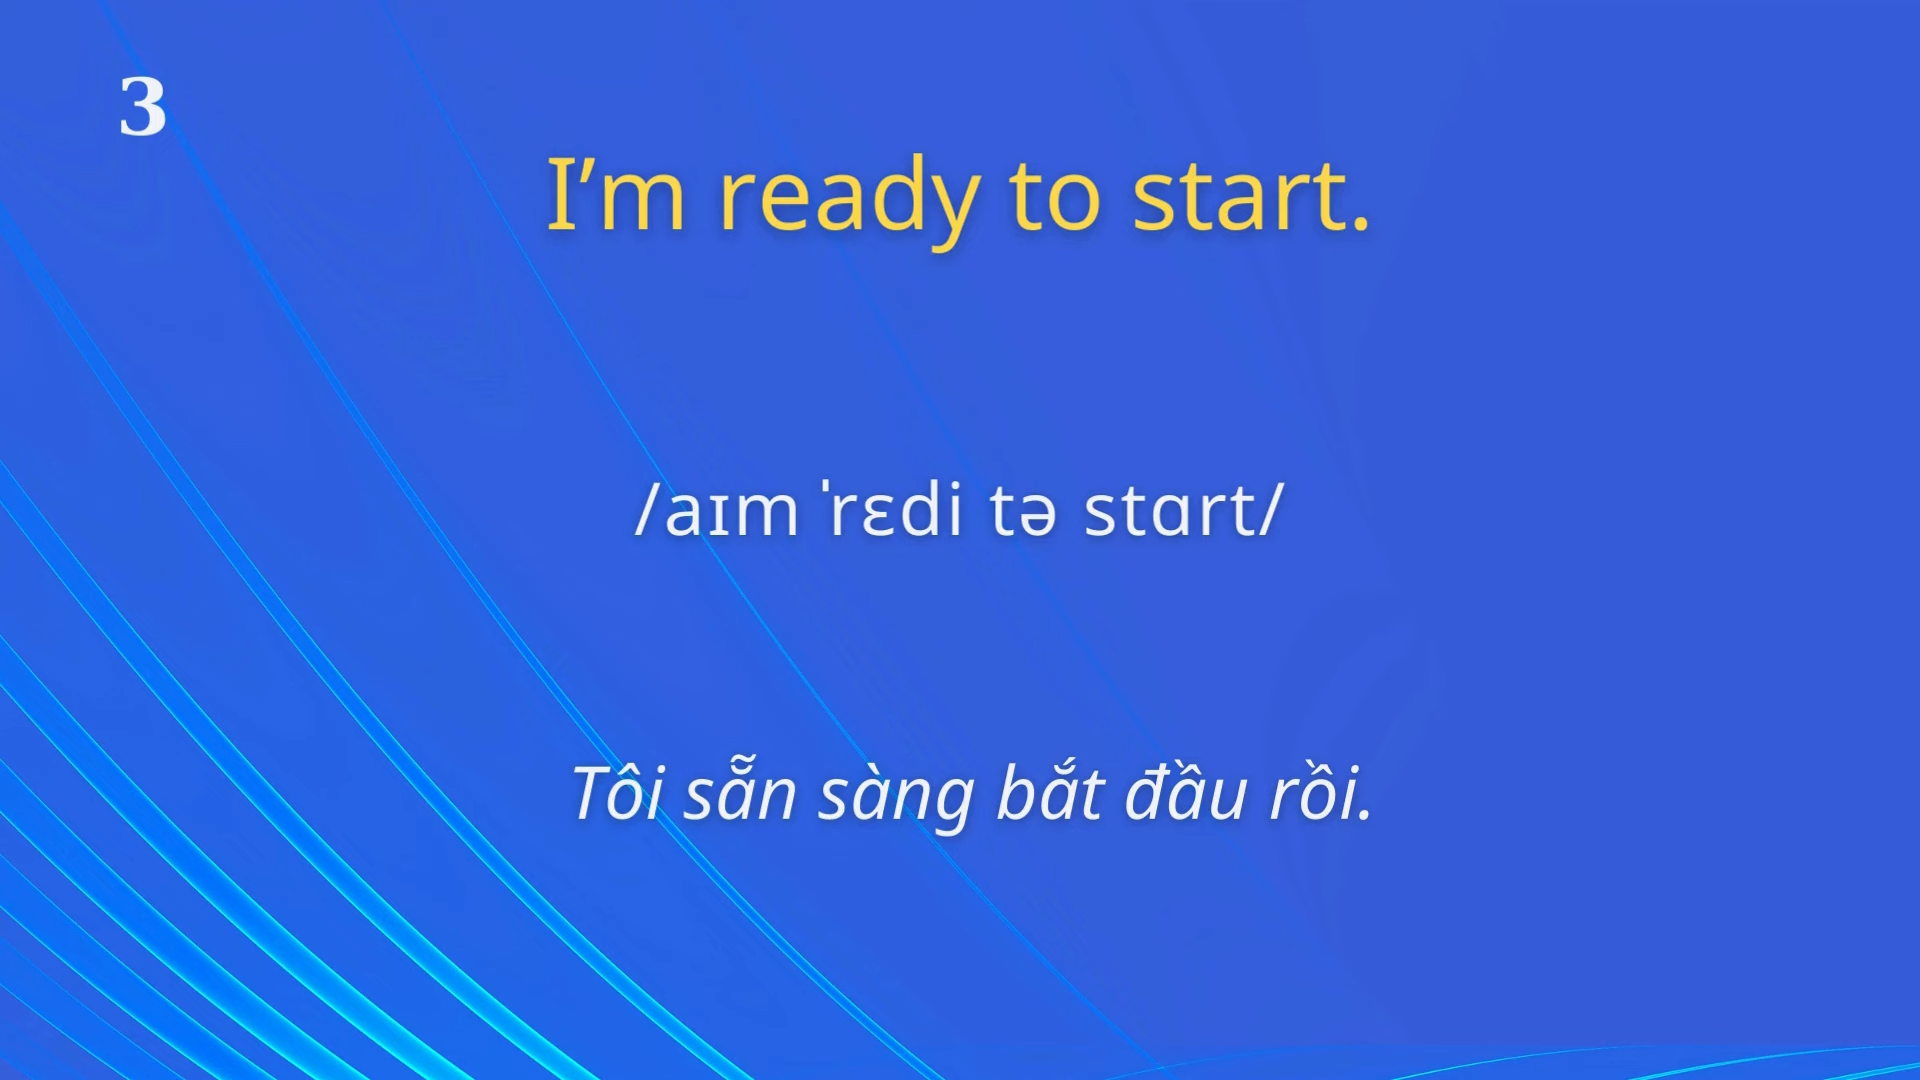 3
I’m ready to start.
/aɪm ˈrɛdi tə stɑrt/
Tôi sẵn sàng bắt đầu rồi.